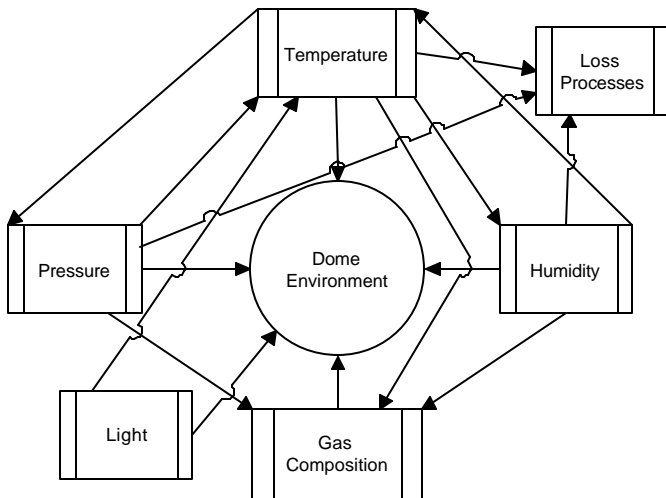 Temperature
Loss
Processes
Pressure
Dome
Environment
Humidity
Light
Gas
Composition